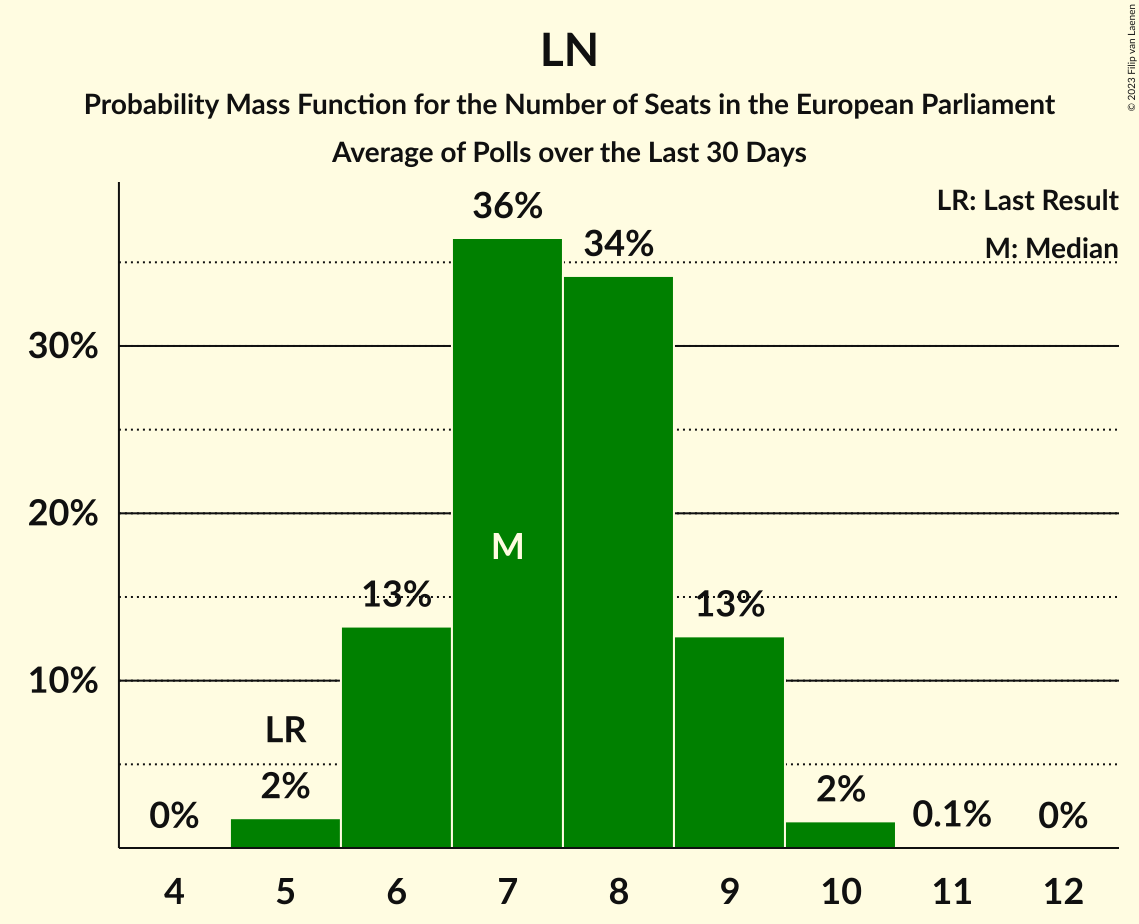 LN
Probability Mass Function for the Number of Seats in the European Parliament
Average of Polls over the Last 30 Days
© 2023 Filip van Laenen
LR: Last Result
M: Median
36%
34%
30%
20%
M
13%
13%
10%
LR
2%
2%
0%
0.1%
0%
4 5 6 7 8 9 10 11 12